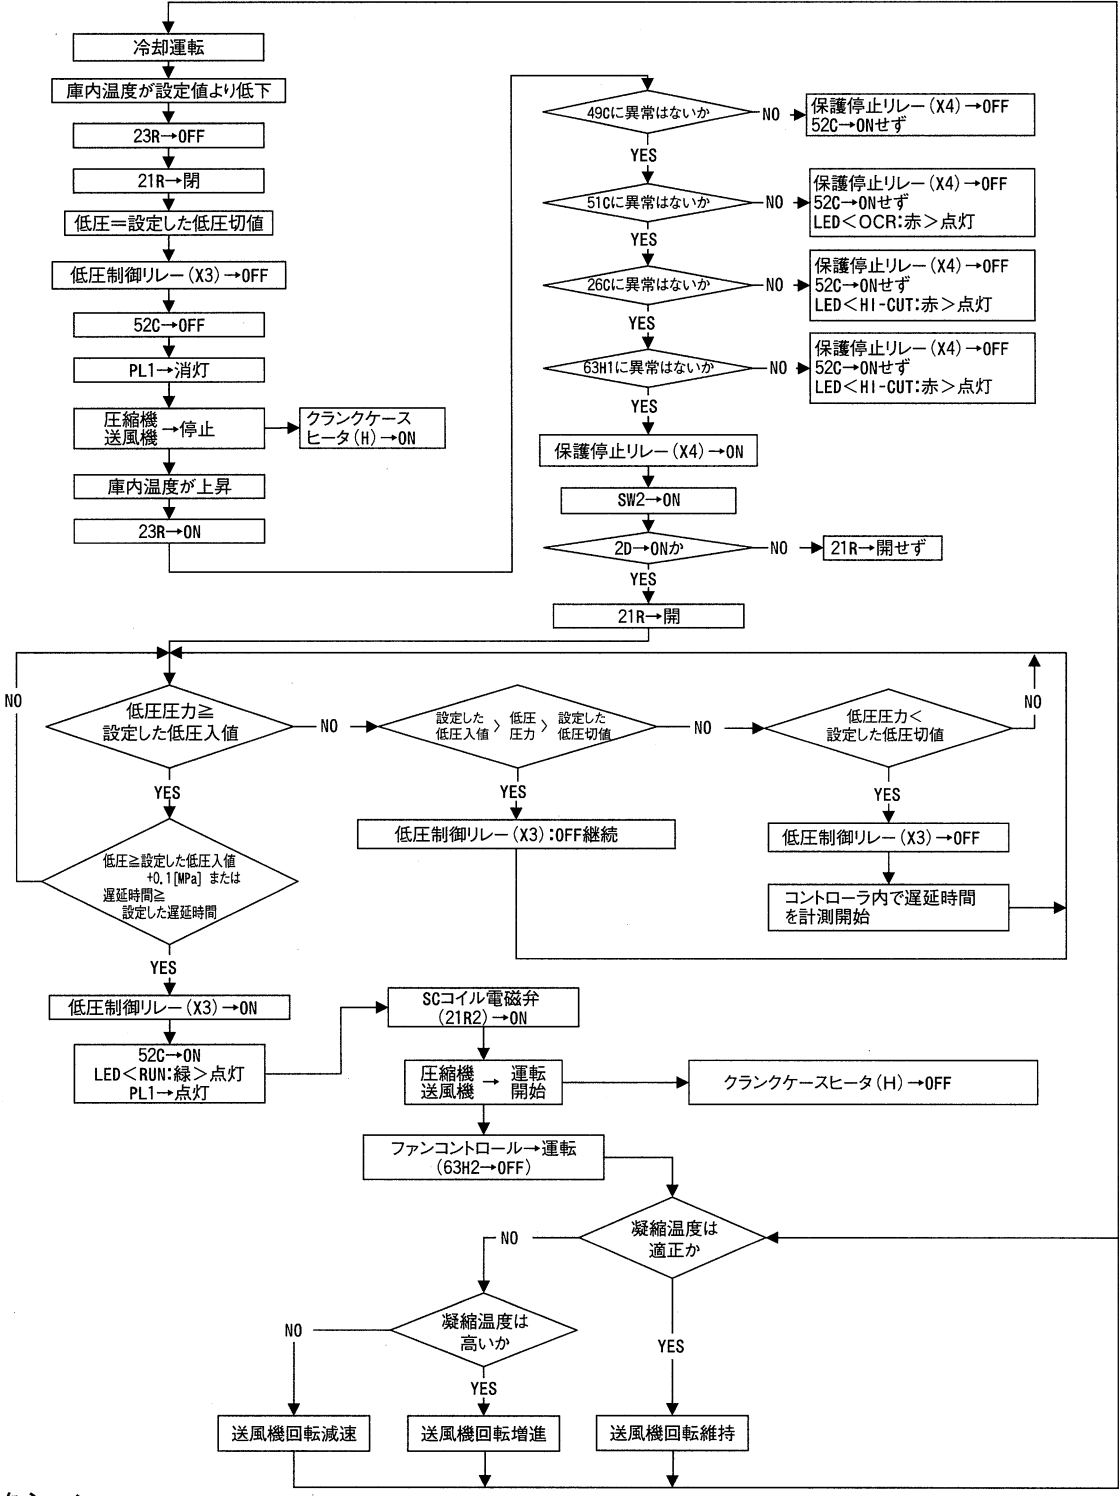 冷却運転
庫内温度が設定値より低下
23R→OFF
21R→閉
低圧＝設定した低圧切値
低圧制御リレー(X3)→OFF
52C→OFF
PL1→消灯
圧縮機
送風機
→停止
クランクケース
ヒータ(H)→ON
庫内温度が上昇
23R→ON
49Cに異常はないか
NO
保護停止リレー(X4)→OFF
52C→ONせず
YES
51Cに異常はないか
NO
保護停止リレー(X4)→OFF
52C→ONせず
LED＜OCR:赤＞点灯
YES
26Cに異常はないか
NO
保護停止リレー(X4)→OFF
52C→ONせず
LED＜HI-CUT:赤＞点灯
YES
63H1に異常はないか
NO
保護停止リレー(X4)→OFF
52C→ONせず
LED＜HI-CUT:赤＞点灯
YES
保護停止リレー(X4)→ON
SW2→ON
2D→ONか
NO
21R→開せず
YES
21R→開
NO
低圧圧力≧
設定した低圧入値
NO
設定した
低圧入値
＞
低圧
圧力
＞
設定した
低圧切値
NO
低圧圧力＜
設定した低圧切値
NO
YES
YES
YES
低圧制御リレー(X3):OFF継続
低圧制御リレー(X3)→OFF
低圧≧設定した低圧入値
+0.1[MPa] または
遅延時間≧
設定した遅延時間
コントローラ内で遅延時間
を計測開始
YES
低圧制御リレー(X3)→ON
52C→ON
LED＜RUN:緑＞点灯
PL1→点灯
SCコイル電磁弁
(21R2)→ON
圧縮機
送風機
→
運転
開始
クランクケースヒータ(H)→OFF
ファンコントロール→運転
(63H2→OFF)
凝縮温度は
適正か
NO
凝縮温度は
高いか
NO
YES
YES
送風機回転減速
送風機回転増進
送風機回転維持